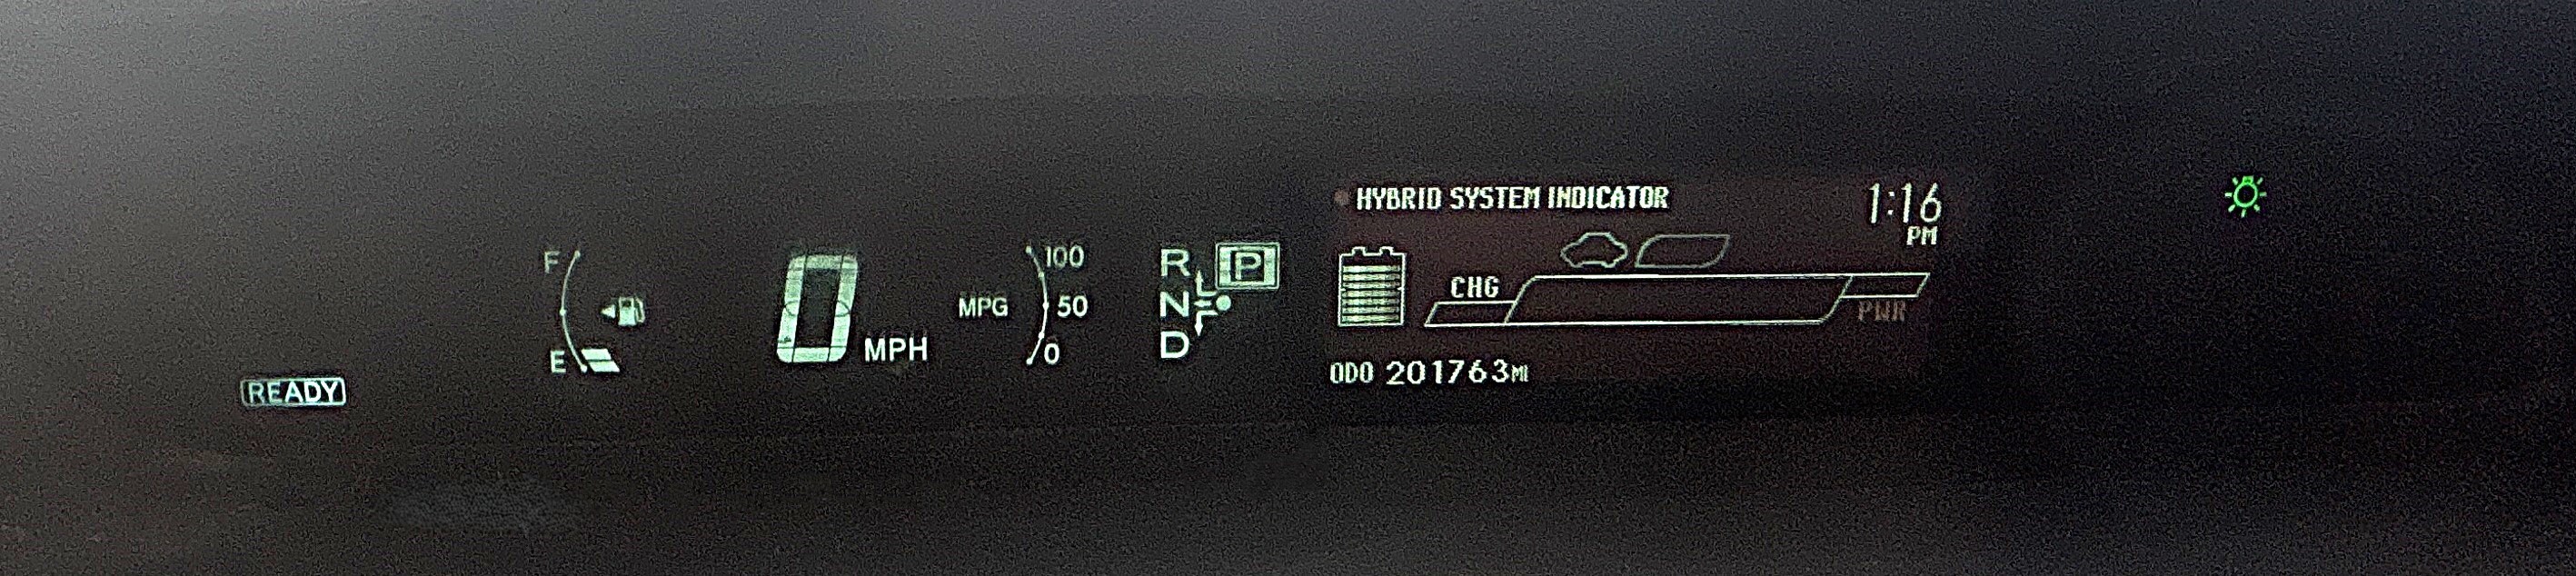 READY
F
E
0 MPH
MPG
100
50
0
R
N
D
P
HYBRID SYSTEM INDICATOR
1:16
PM
CHG
PWR
ODO 201763MI